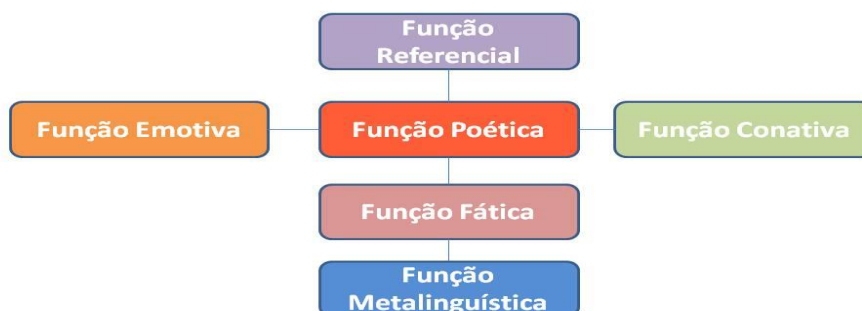 Função
Referencial
Função Emotiva
Função Poética
Função Conativa
Função Fática
Função
Metalinguística